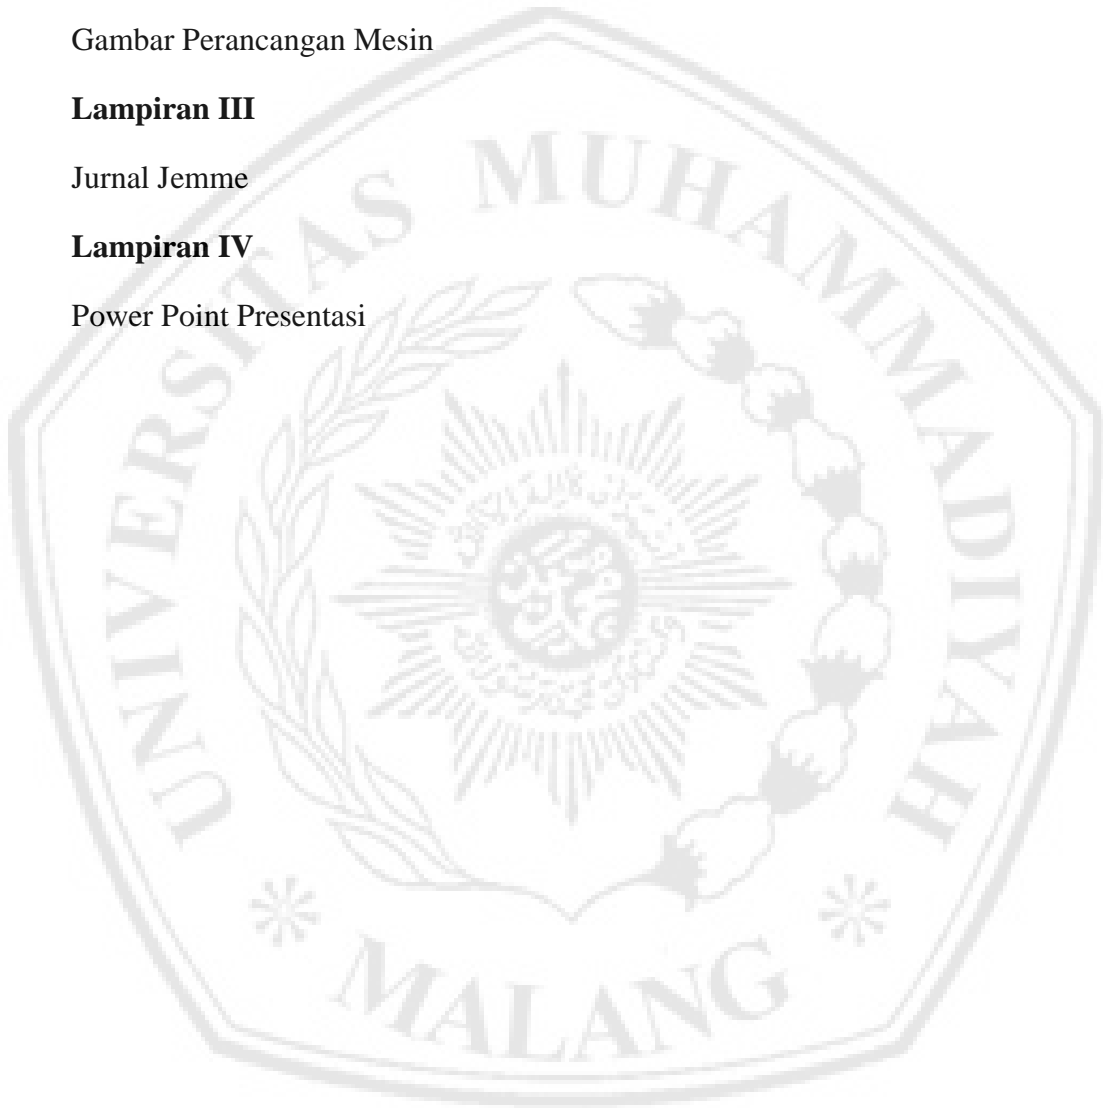 Gambar Perancangan Mesin
Lampiran III
Jurnal Jemme
Lampiran IV
Power Point Presentasi
UNIVERSITAS MUHAMMADIYAH
MALANG